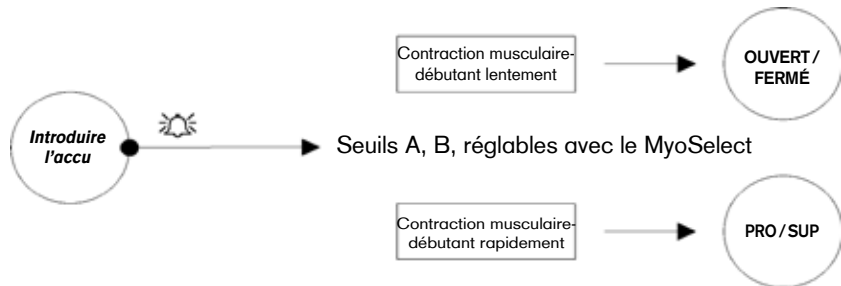 Contraction musculaire-
débutant lentement
OUVERT /
FERMÉ
Introduire
l'accu
Seuils A, B, réglables avec le MyoSelect
Contraction musculaire-
débutant rapidement
PRO / SUP